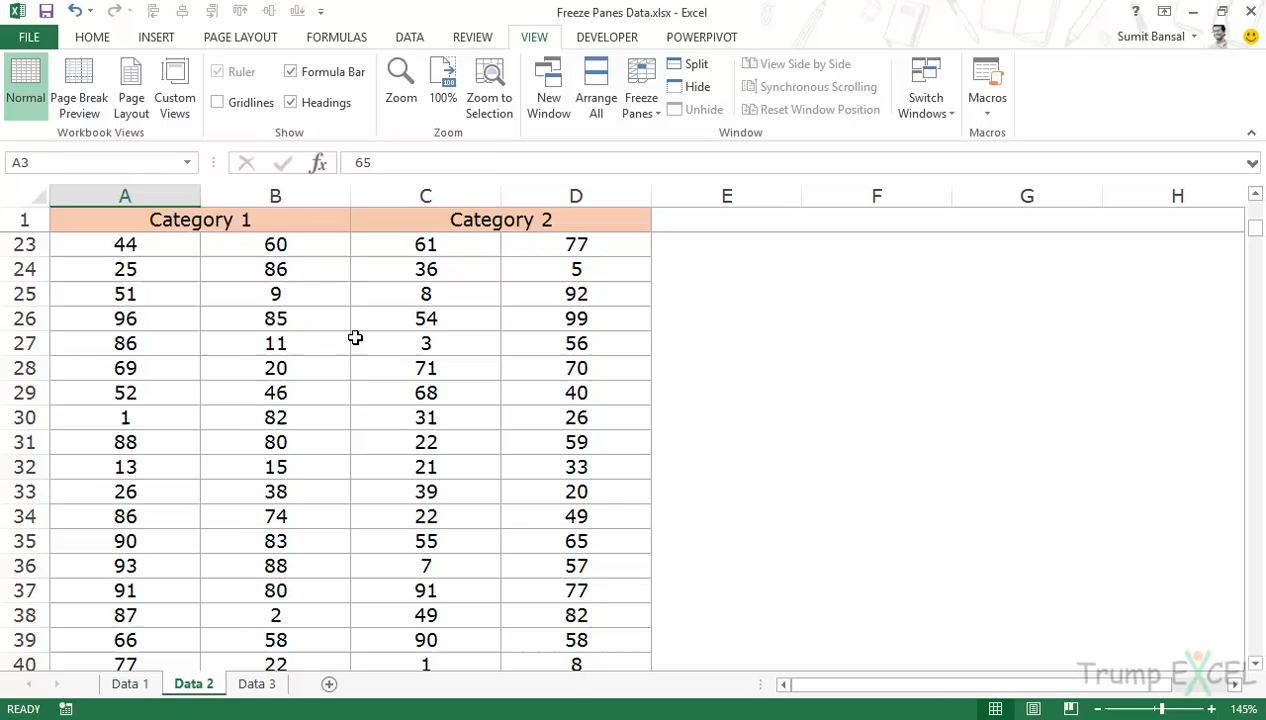 Freeze Panes Data.xlsx - Excel
FILE HOME INSERT PAGE LAYOUT FORMULAS DATA REVIEW VIEW DEVELOPER POWERPIVOT Sumit Bansal
Normal
Page Break Preview
Page Layout
Custom Views
Workbook Views
Ruler
Formula Bar
Gridlines
Headings
Show
Zoom
100%
Zoom to Selection
Zoom
New Window
Arrange All
Freeze Panes
Split
Hide
Unhide
View Side by Side
Synchronous Scrolling
Reset Window Position
Window
Switch Windows
Macros
Macros
A3 fx 65
A B C D E F G H
1 Category 1 Category 2
23 44 60 61 77
24 25 86 36 5
25 51 9 8 92
26 96 85 54 99
27 86 11 3 56
28 69 20 71 70
29 52 46 68 40
30 1 82 31 26
31 88 80 22 59
32 13 15 21 33
33 26 38 39 20
34 86 74 22 49
35 90 83 55 65
36 93 88 7 57
37 91 80 91 77
38 87 2 49 82
39 66 58 90 58
40 77 22 1 8
Trump EXCEL
Data 1 Data 2 Data 3
READY 145%